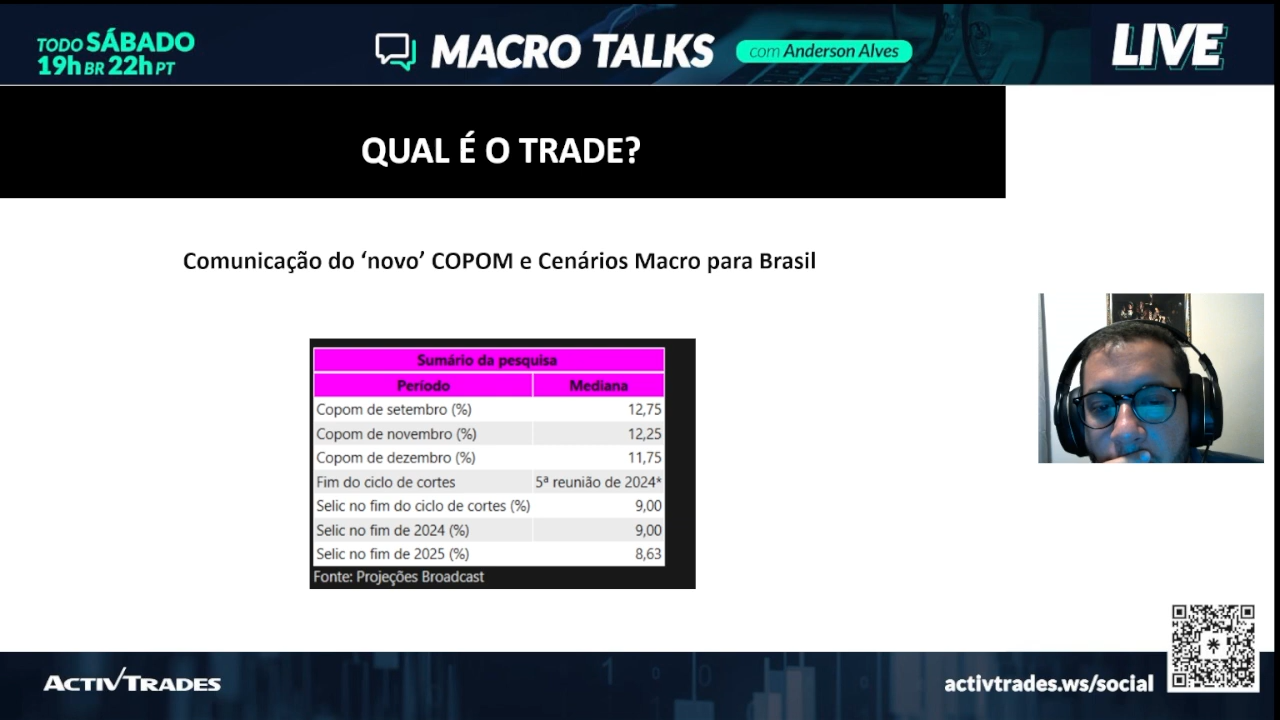 TODO SÁBADO
19h BR 22h PT
MACRO TALKS
com Anderson Alves
LIVE
QUAL É O TRADE?
Comunicação do ‘novo’ COPOM e Cenários Macro para Brasil
Sumário da pesquisa
Período Mediana
Copom de setembro (%) 12,75
Copom de novembro (%) 12,25
Copom de dezembro (%) 11,75
Fim do ciclo de cortes 5ª reunião de 2024*
Selic no fim do ciclo de cortes (%) 9,00
Selic no fim de 2024 (%) 9,00
Selic no fim de 2025 (%) 8,63
Fonte: Projeções Broadcast
ACTIVTRADES
activtrades.ws/social